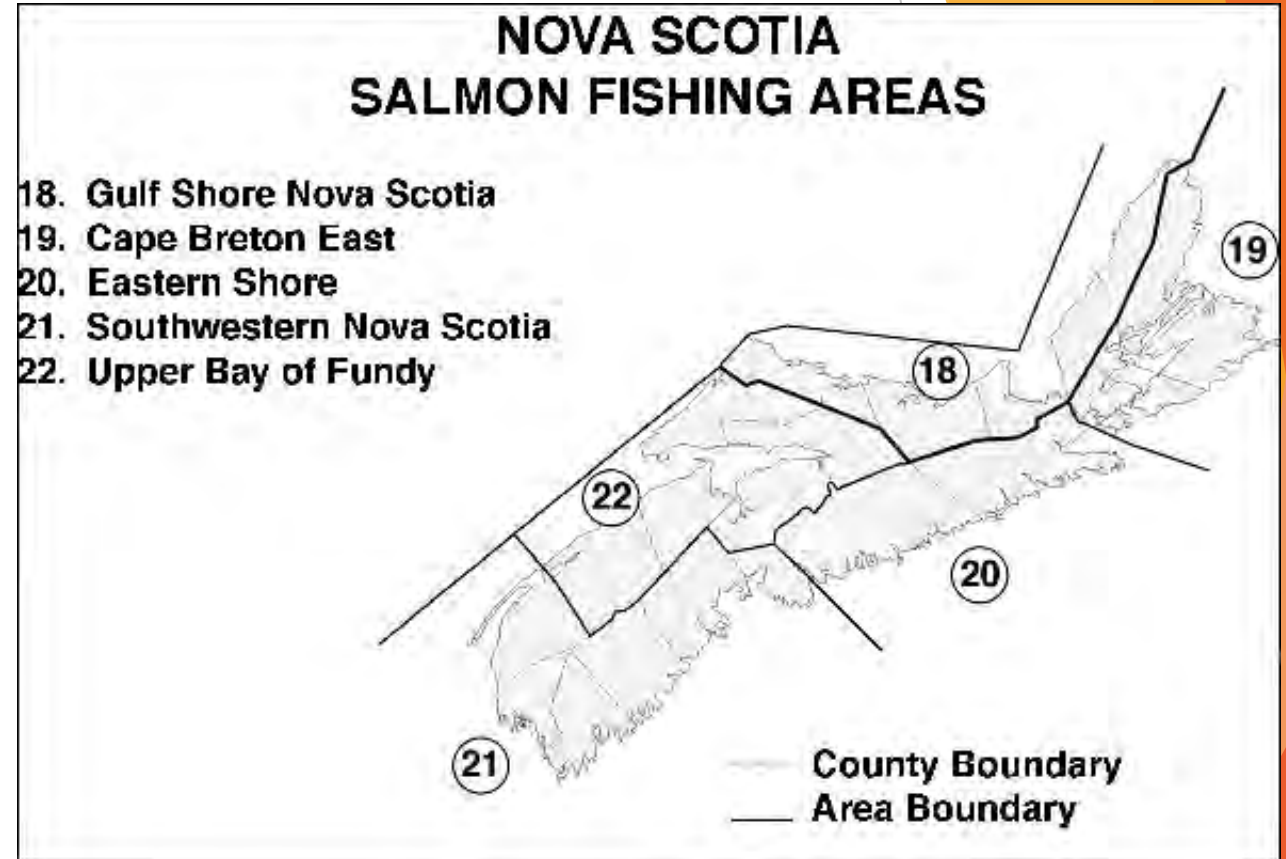 NOVA SCOTIA
SALMON FISHING AREAS
18. Gulf Shore Nova Scotia
19. Cape Breton East
20. Eastern Shore
21. Southwestern Nova Scotia
22. Upper Bay of Fundy
19
18
22
20
21
County Boundary
Area Boundary